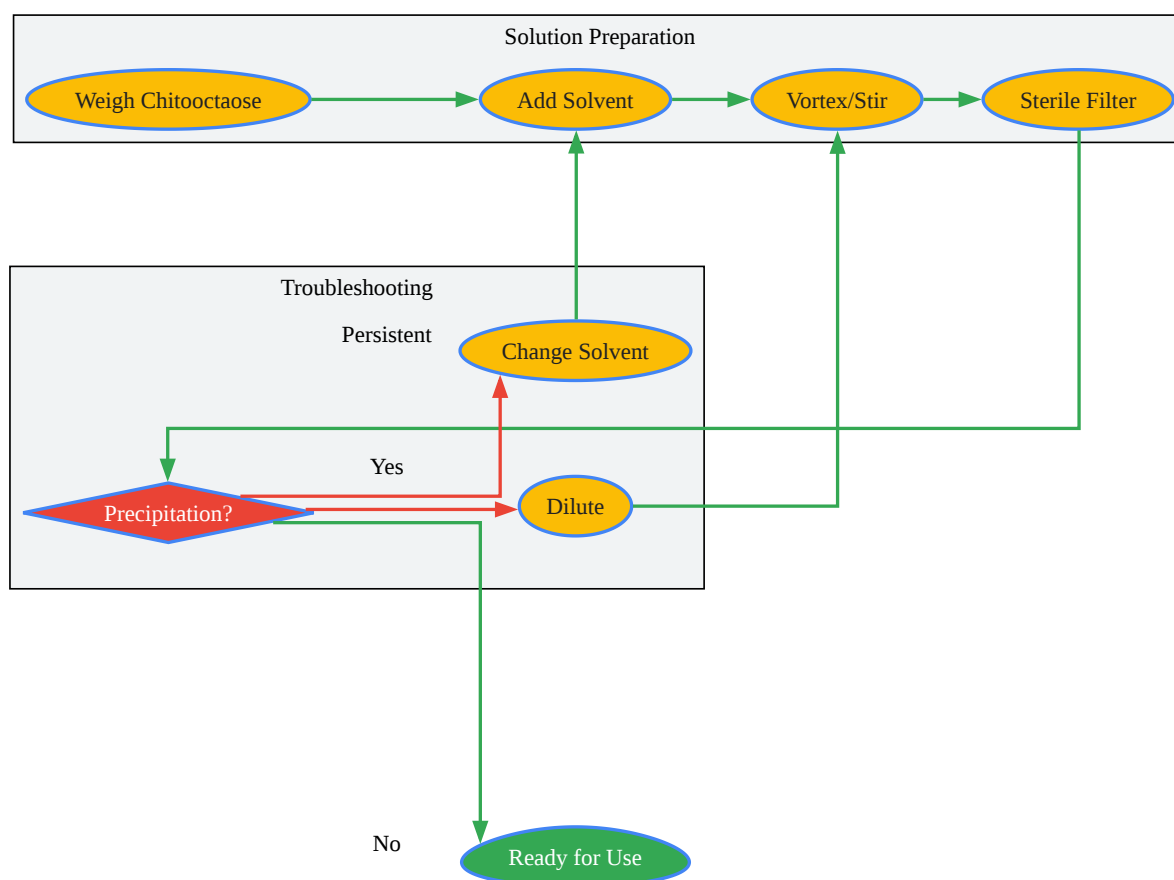 Solution Preparation
Weigh Chitooctaose
Add Solvent
Vortex/Stir
Sterile Filter
Troubleshooting
Persistent
Change Solvent
Yes
Precipitation?
Dilute
No
Ready for Use